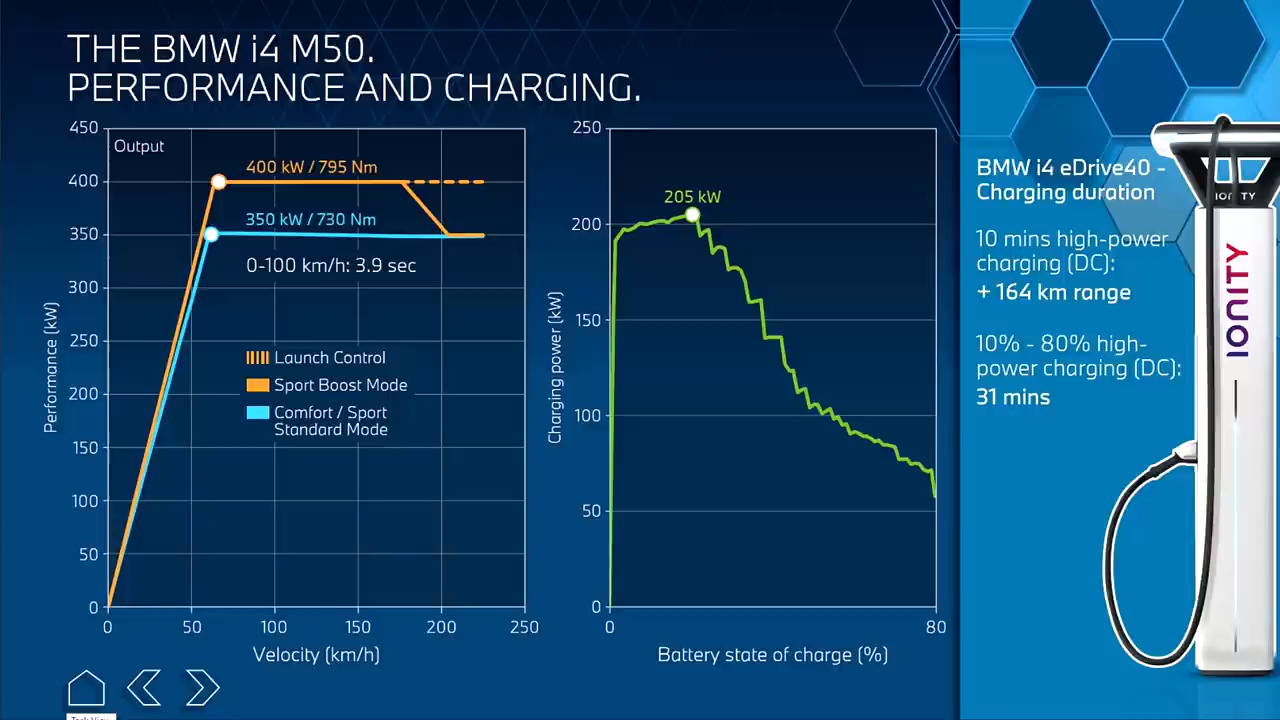 THE BMW i4 M50.
PERFORMANCE AND CHARGING.
450
400
350
300
250
200
150
100
50
0
Performance (kW)
Output
400 kW / 795 Nm
350 kW / 730 Nm
0-100 km/h: 3.9 sec
Launch Control
Sport Boost Mode
Comfort / Sport
Standard Mode
0
50
100
150
200
250
Velocity (km/h)
250
200
150
100
50
0
Charging power (kW)
205 kW
0
80
Battery state of charge (%)
BMW i4 eDrive40 -
Charging duration
10 mins high-power
charging (DC):
+ 164 km range
10% - 80% high-
power charging (DC):
31 mins
IONITY
IONITY